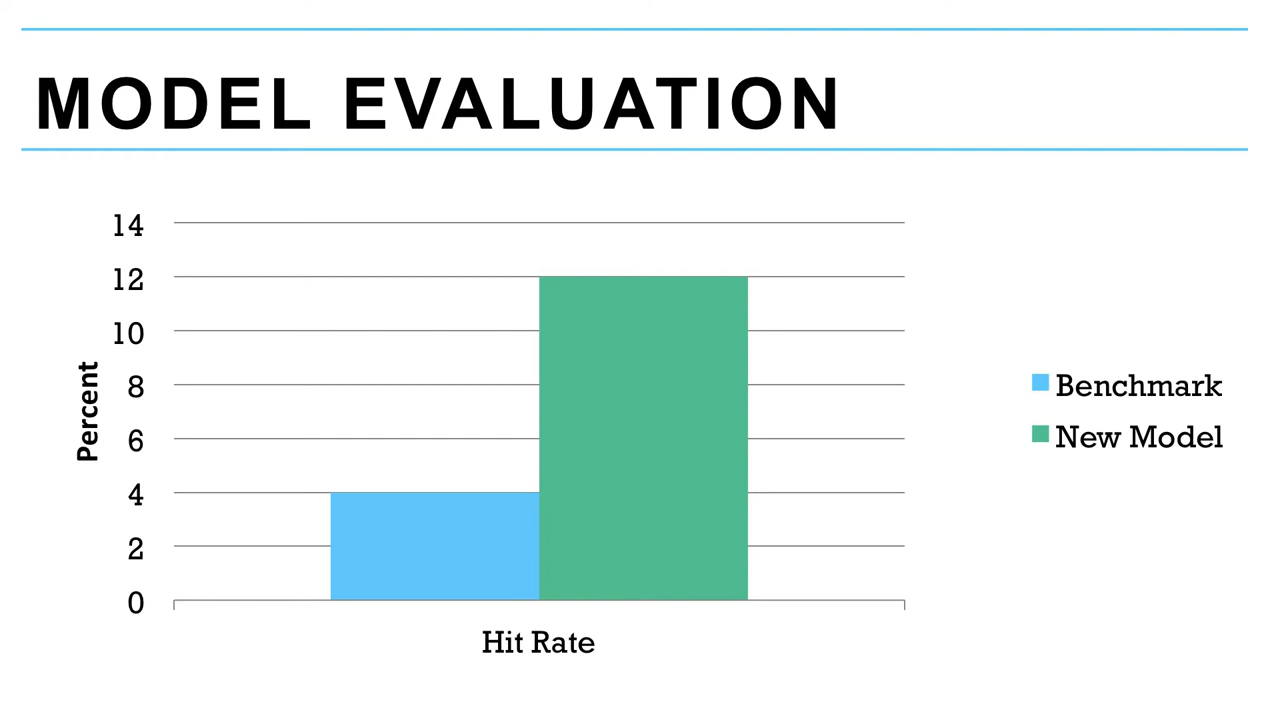 MODEL EVALUATION
14
12
10
8
6
4
2
0
Percent
Hit Rate
Benchmark
New Model